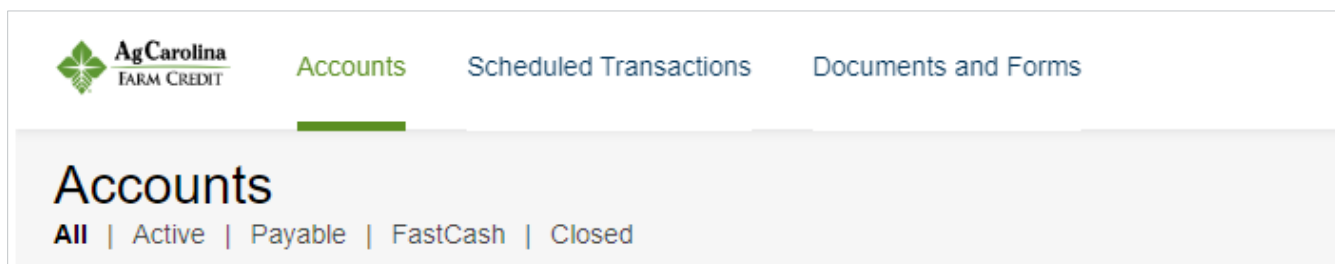 AgCarolina
FARM CREDIT
Accounts
Scheduled Transactions
Documents and Forms
Accounts
All | Active | Payable | FastCash | Closed